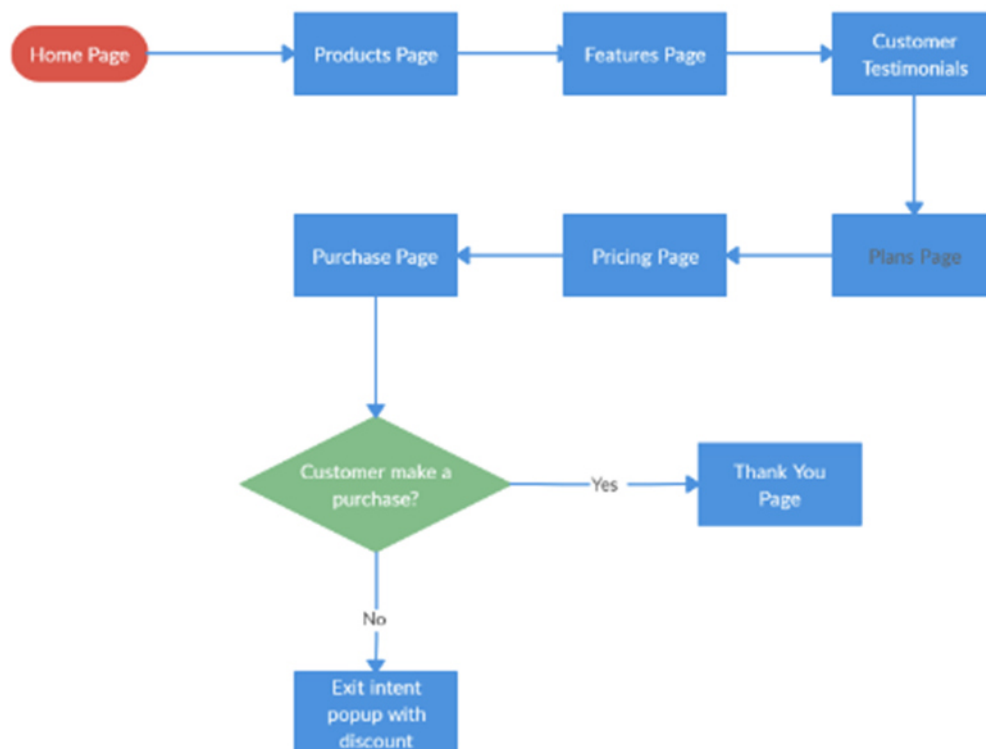 Home Page
Products Page
Features Page
Customer
Testimonials
Purchase Page
Pricing Page
Plans Page
Customer make a
purchase?
Yes
Thank You
Page
No
Exit intent
popup with
discount